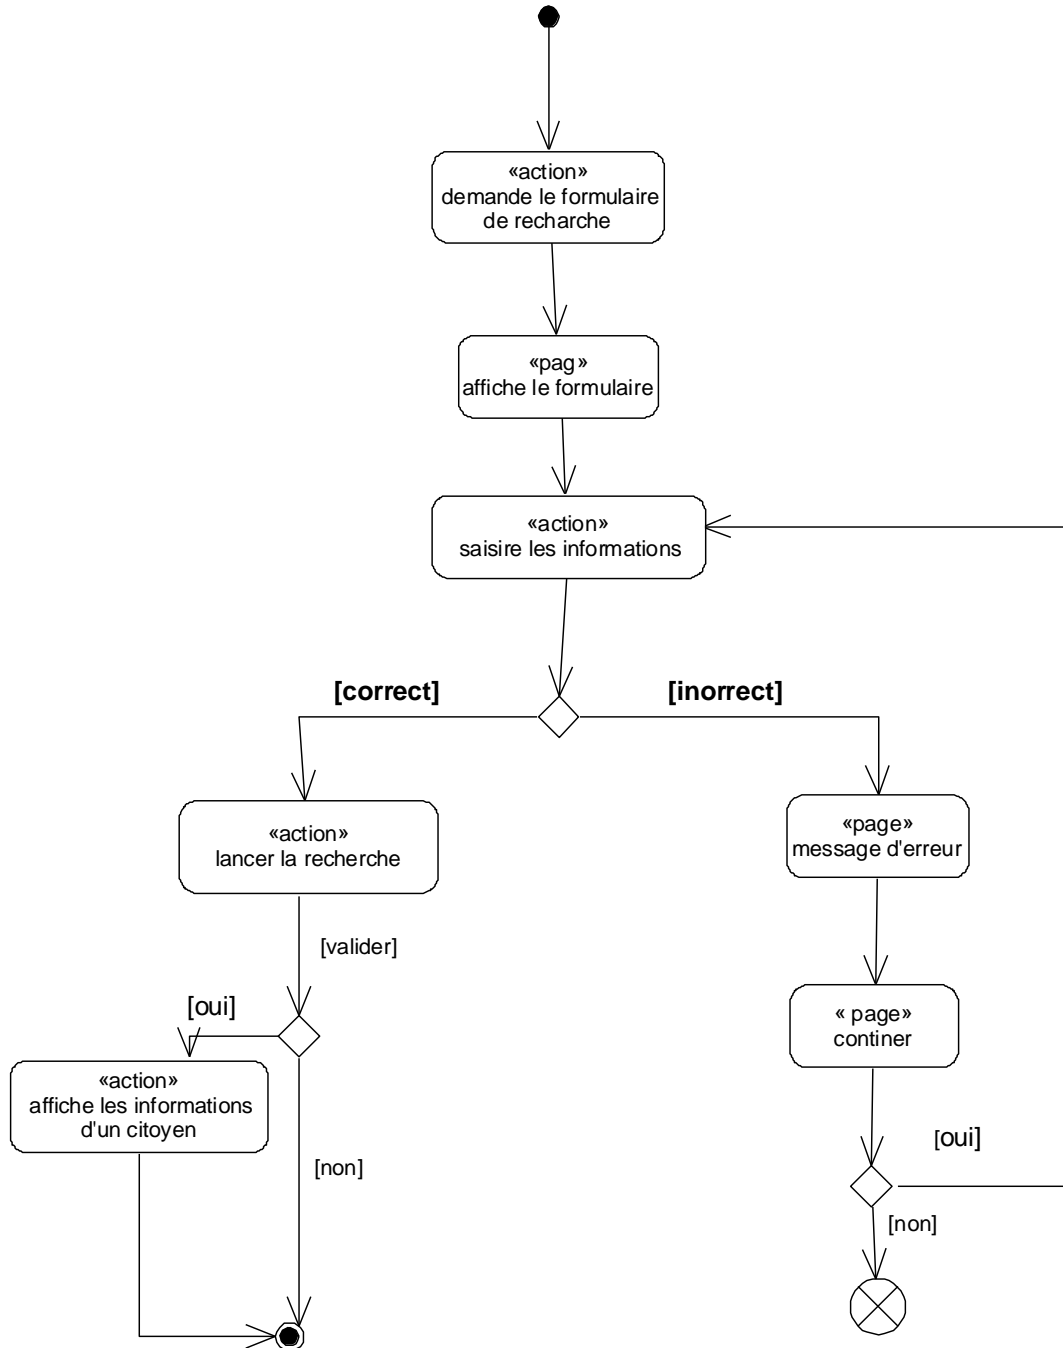 «action»
demande le formulaire
de recharche
«pag»
affiche le formulaire
«action»
saisire les informations
[correct]
[inorrect]
«action»
lancer la recherche
«page»
message d'erreur
[valider]
[oui]
« page»
continer
«action»
affiche les informations
d'un citoyen
[non]
[oui]
[non]